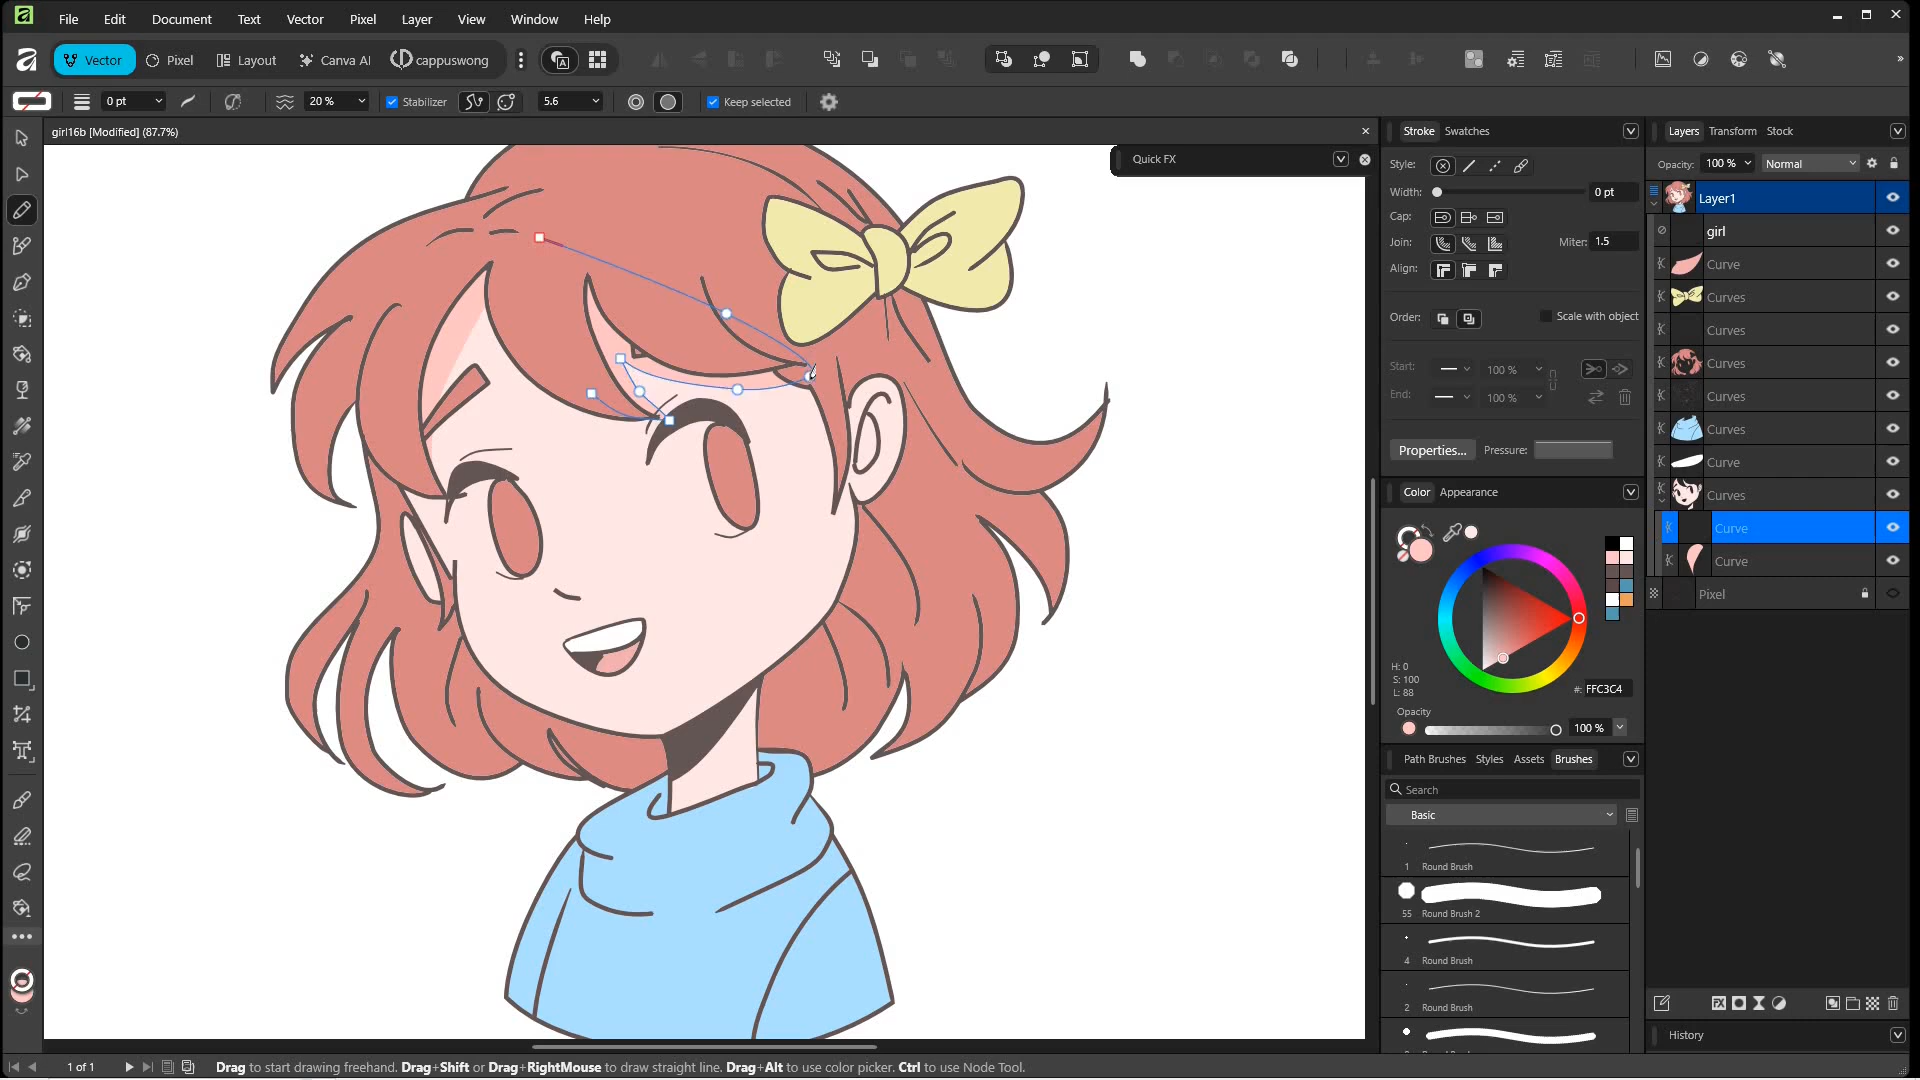 File Edit Document Text Vector Pixel Layer View Window Help
Vector Pixel Layout Canva AI cappuswong
0 pt 20 % Stabilizer 5.6 Keep selected
girl16b [Modified] (87.7%)
Quick FX
Stroke Swatches
Style:
Width: 0 pt
Cap:
Join: Miter: 1.5
Align:
Order: Scale with object
Start: 100 %
End: 100 %
Properties... Pressure:
Color Appearance
H: 0
S: 100
L: 88
#: FFC3C4
Opacity
100 %
Path Brushes Styles Assets Brushes
Search
Basic
1 Round Brush
55 Round Brush 2
4 Round Brush
2 Round Brush
Layers Transform Stock
Opacity: 100 % Normal
Layer1
girl
Curve
Curves
Curves
Curves
Curves
Curves
Curve
Curves
Curve
Curve
Pixel
History
1 of 1 Drag to start drawing freehand. Drag+Shift or Drag+RightMouse to draw straight line. Drag+Alt to use color picker. Ctrl to use Node Tool.